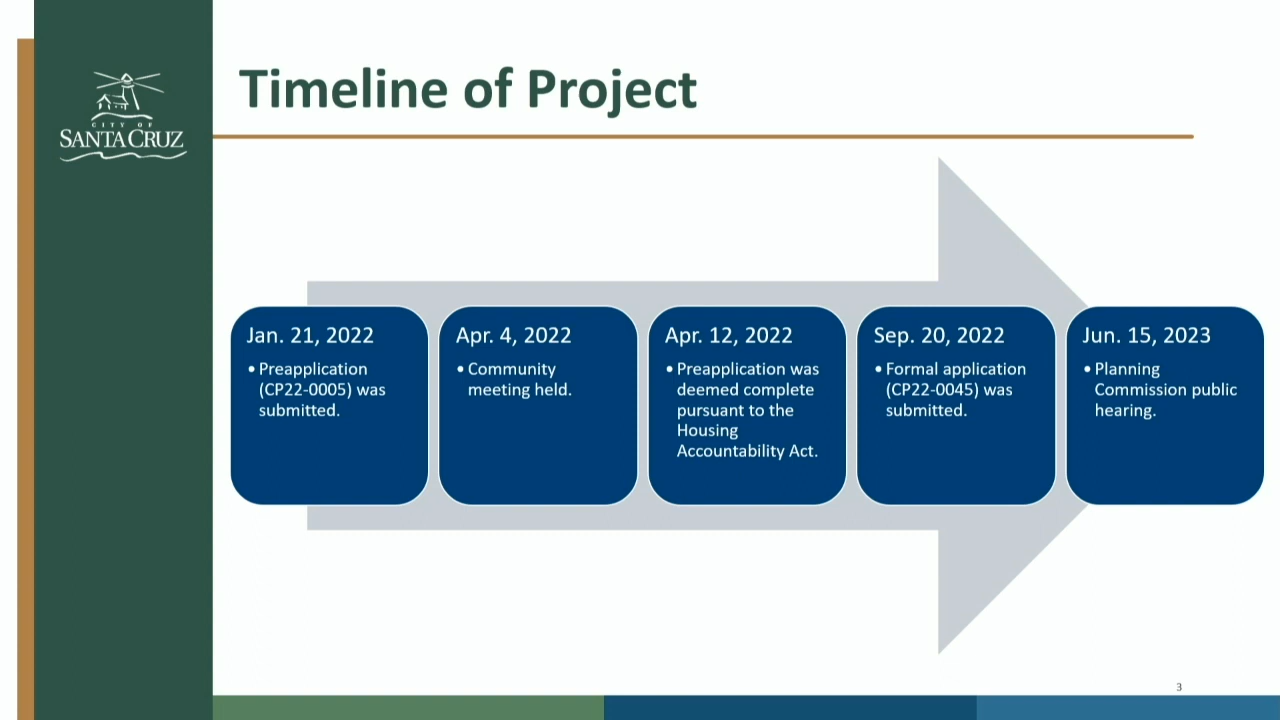 CITY OF
SANTA CRUZ
Timeline of Project
Jan. 21, 2022
• Preapplication
(CP22-0005) was
submitted.
Apr. 4, 2022
• Community
meeting held.
Apr. 12, 2022
• Preapplication was
deemed complete
pursuant to the
Housing
Accountability Act.
Sep. 20, 2022
• Formal application
(CP22-0045) was
submitted.
Jun. 15, 2023
• Planning
Commission public
hearing.
3